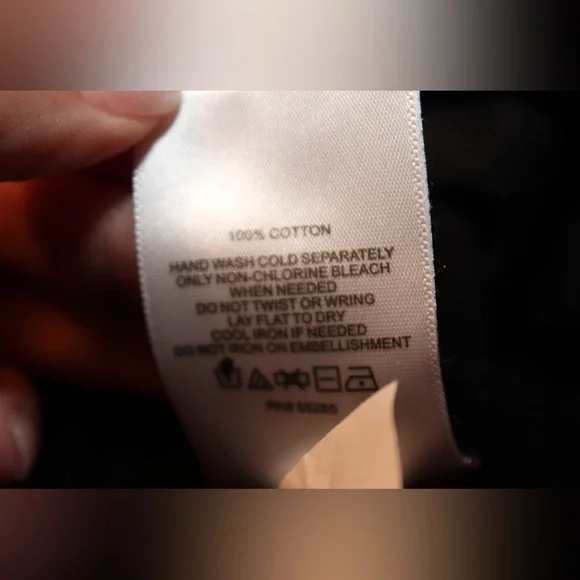 100% COTTON
HAND WASH COLD SEPARATELY
ONLY NON-CHLORINE BLEACH
WHEN NEEDED
DO NOT TWIST OR WRING
LAY FLAT TO DRY
COOL IRON IF NEEDED
DO NOT IRON ON EMBELLISHMENT